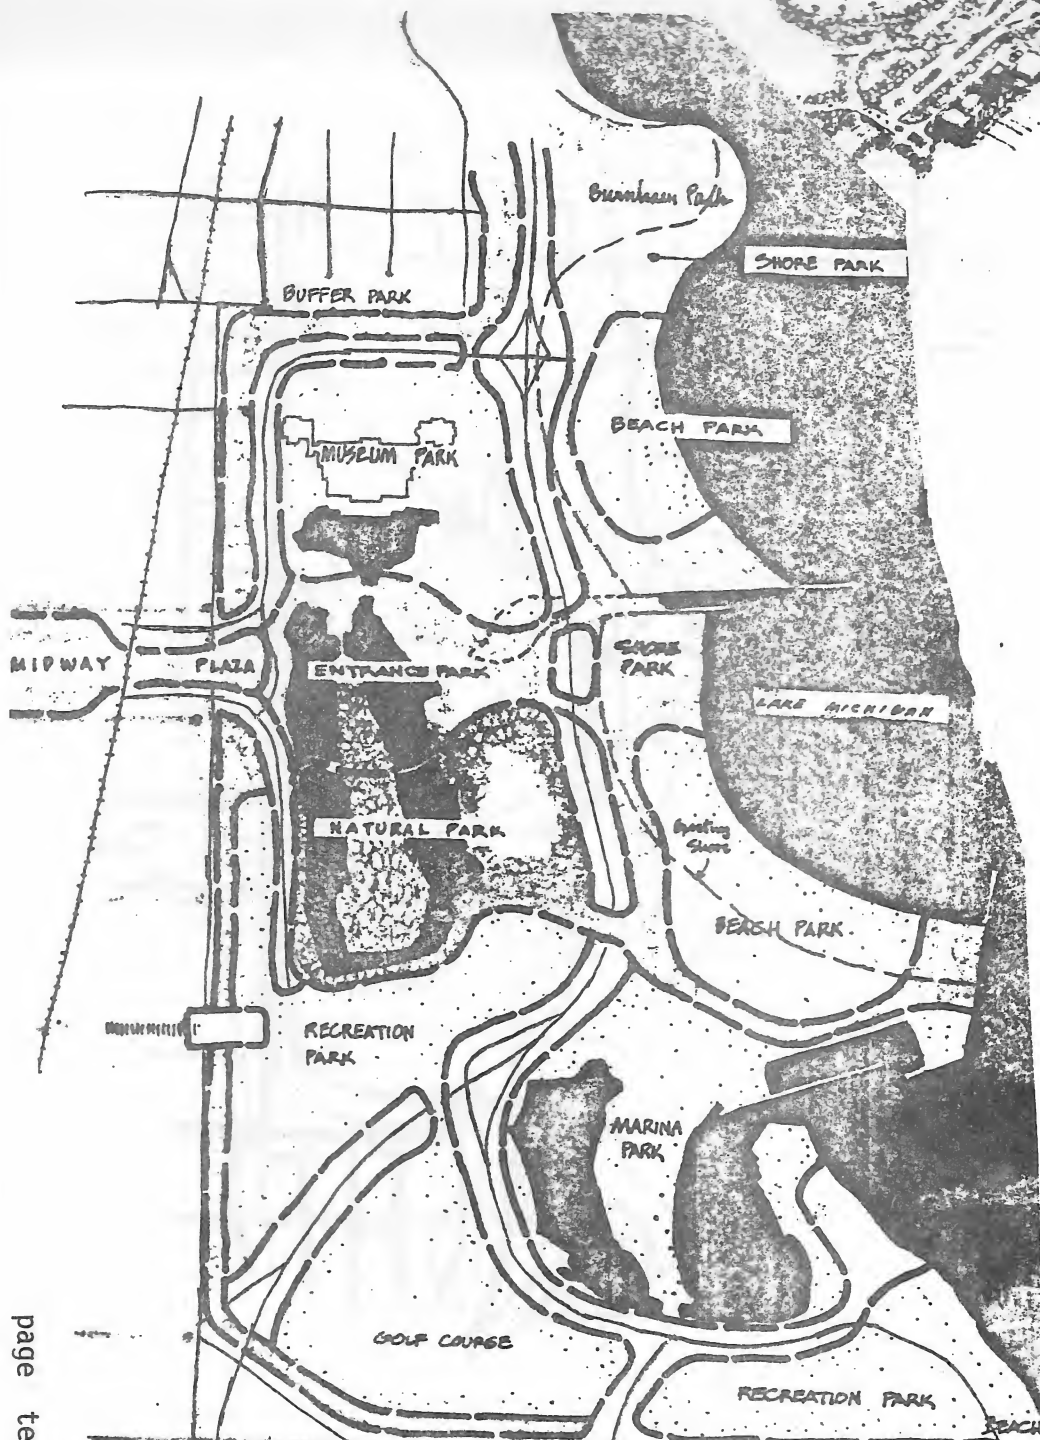 Burnham Park
SHORE PARK
BUFFER PARK
BEACH PARK
MUSEUM PARK
MIDWAY
PLAZA
ENTRANCE PARK
SHORE
PARK
LAKE MICHIGAN
NATURAL PARK
Existing
Shore
BEACH PARK
RECREATION
PARK
MARINA
PARK
GOLF COURSE
RECREATION PARK
BEACH
page te